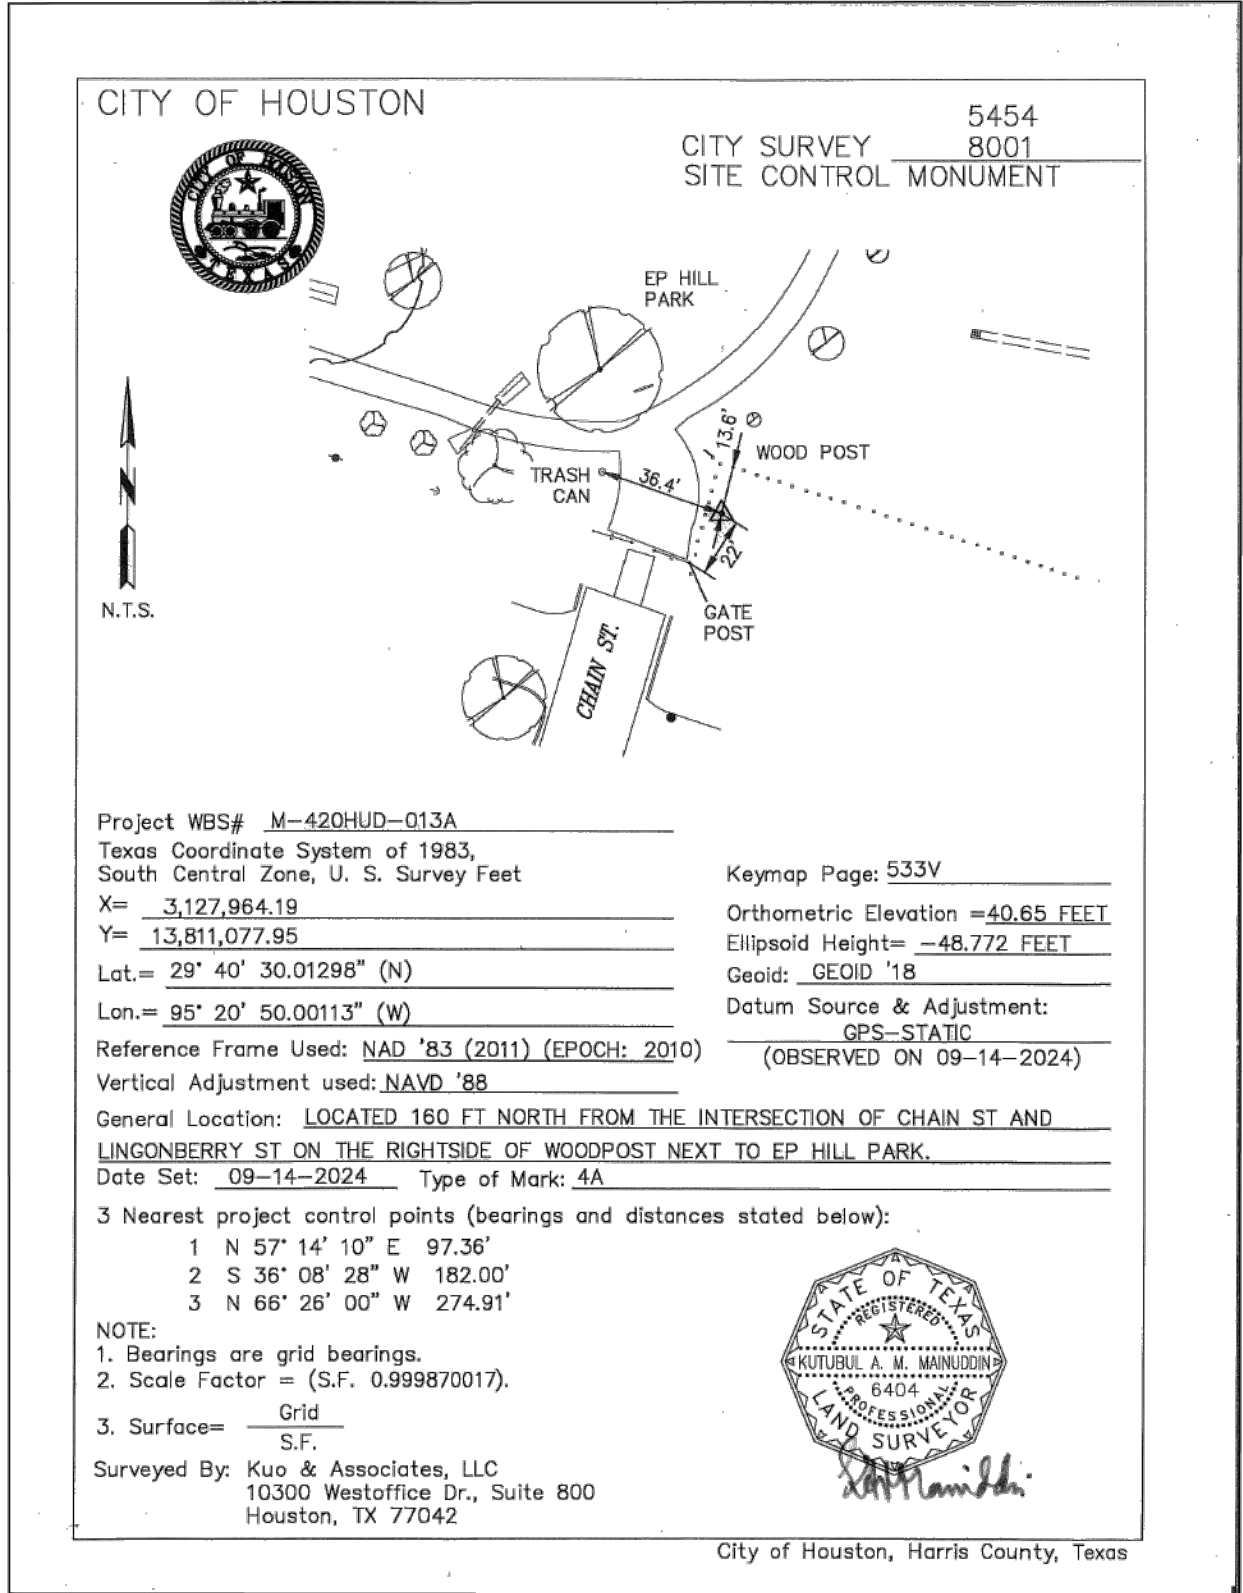 CITY OF HOUSTON
5454
CITY SURVEY 8001
SITE CONTROL MONUMENT
CITY OF HOUSTON
TEXAS
EP HILL
PARK
13.6'
WOOD POST
TRASH
CAN
36.4'
22'
N
N.T.S.
GATE
POST
CHAIN ST.
Project WBS# M-420HUD-013A
Texas Coordinate System of 1983,
South Central Zone, U. S. Survey Feet
Keymap Page: 533V
X= 3,127,964.19
Orthometric Elevation =40.65 FEET
Y= 13,811,077.95
Ellipsoid Height= -48.772 FEET
Lat.= 29° 40' 30.01298" (N)
Geoid: GEOID '18
Lon.= 95° 20' 50.00113" (W)
Datum Source & Adjustment:
GPS-STATIC
(OBSERVED ON 09-14-2024)
Reference Frame Used: NAD '83 (2011) (EPOCH: 2010)
Vertical Adjustment used: NAVD '88
General Location: LOCATED 160 FT NORTH FROM THE INTERSECTION OF CHAIN ST AND
LINGONBERRY ST ON THE RIGHTSIDE OF WOODPOST NEXT TO EP HILL PARK.
Date Set: 09-14-2024 Type of Mark: 4A
3 Nearest project control points (bearings and distances stated below):
1 N 57° 14' 10" E 97.36'
2 S 36° 08' 28" W 182.00'
3 N 66° 26' 00" W 274.91'
NOTE:
1. Bearings are grid bearings.
2. Scale Factor = (S.F. 0.999870017).
3. Surface= Grid
S.F.
Surveyed By: Kuo & Associates, LLC
10300 Westoffice Dr., Suite 800
Houston, TX 77042
STATE OF TEXAS
REGISTERED
KUTUBUL A. M. MAINUDDIN
6404
PROFESSIONAL
LAND SURVEYOR
City of Houston, Harris County, Texas